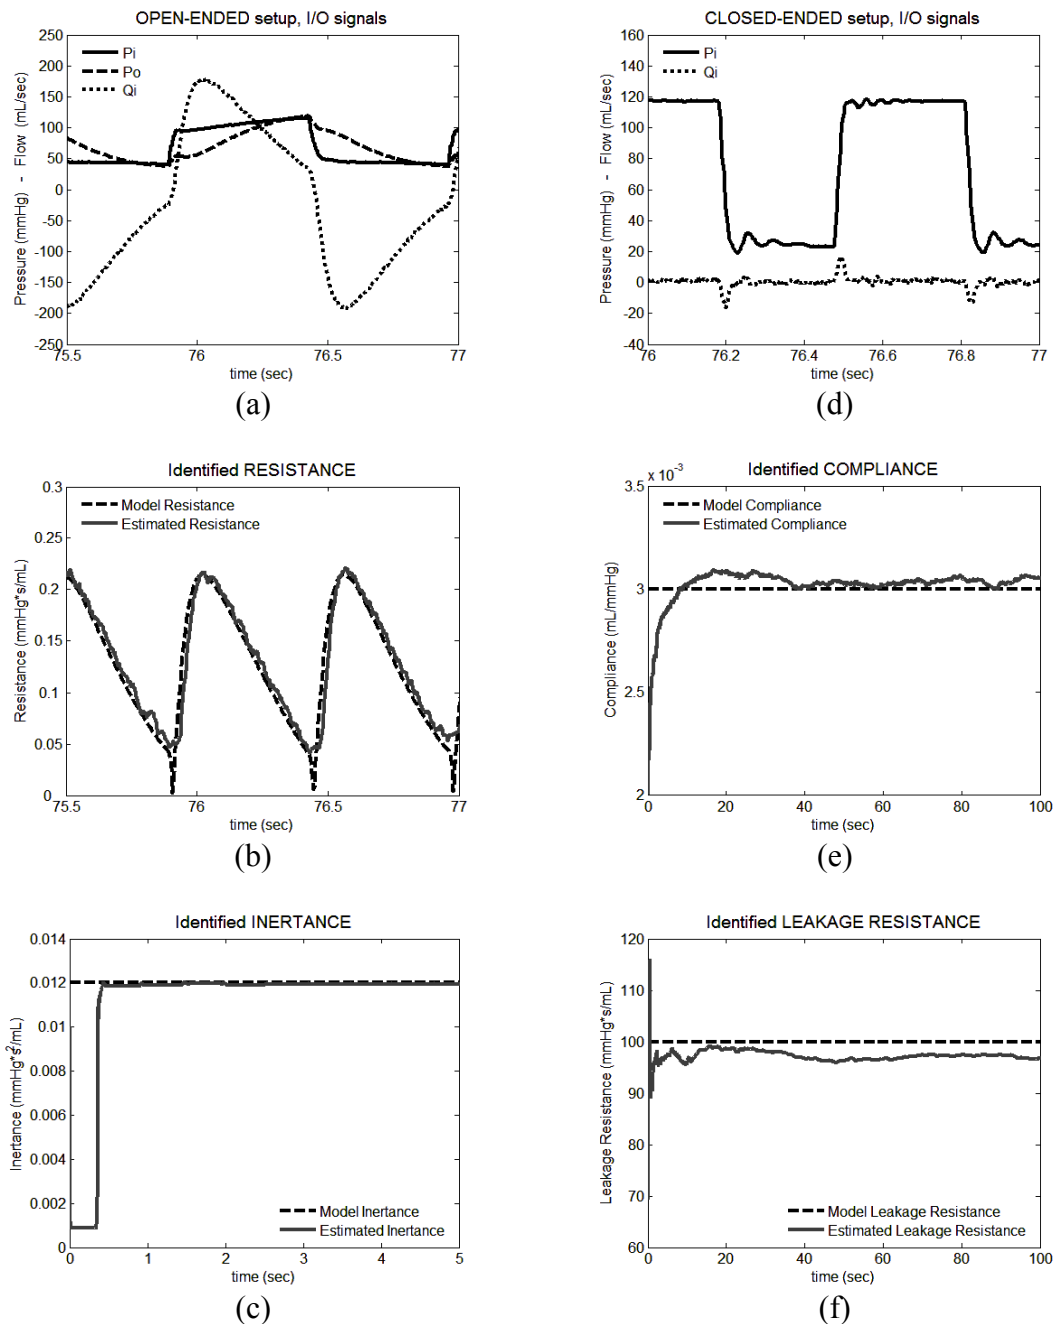 OPEN-ENDED setup, I/O signals
Pressure (mmHg) - Flow (mL/sec)
250
200
150
100
50
0
-50
-100
-150
-200
-250
Pi
Po
Qi
75.5 76 76.5 77
time (sec)
(a)
CLOSED-ENDED setup, I/O signals
Pressure (mmHg) - Flow (mL/sec)
160
140
120
100
80
60
40
20
0
-20
-40
Pi
Qi
76 76.2 76.4 76.6 76.8 77
time (sec)
(d)
Identified RESISTANCE
Resistance (mmHg*s/mL)
0.3
0.25
0.2
0.15
0.1
0.05
0
Model Resistance
Estimated Resistance
75.5 76 76.5 77
time (sec)
(b)
Identified COMPLIANCE
x 10-3
Compliance (mL/mmHg)
3.5
3
2.5
2
Model Compliance
Estimated Compliance
0 20 40 60 80 100
time (sec)
(e)
Identified INERTANCE
Inertance (mmHg*s2/mL)
0.014
0.012
0.01
0.008
0.006
0.004
0.002
0
Model Inertance
Estimated Inertance
0 1 2 3 4 5
time (sec)
(c)
Identified LEAKAGE RESISTANCE
Leakage Resistance (mmHg*s/mL)
120
110
100
90
80
70
60
Model Leakage Resistance
Estimated Leakage Resistance
0 20 40 60 80 100
time (sec)
(f)